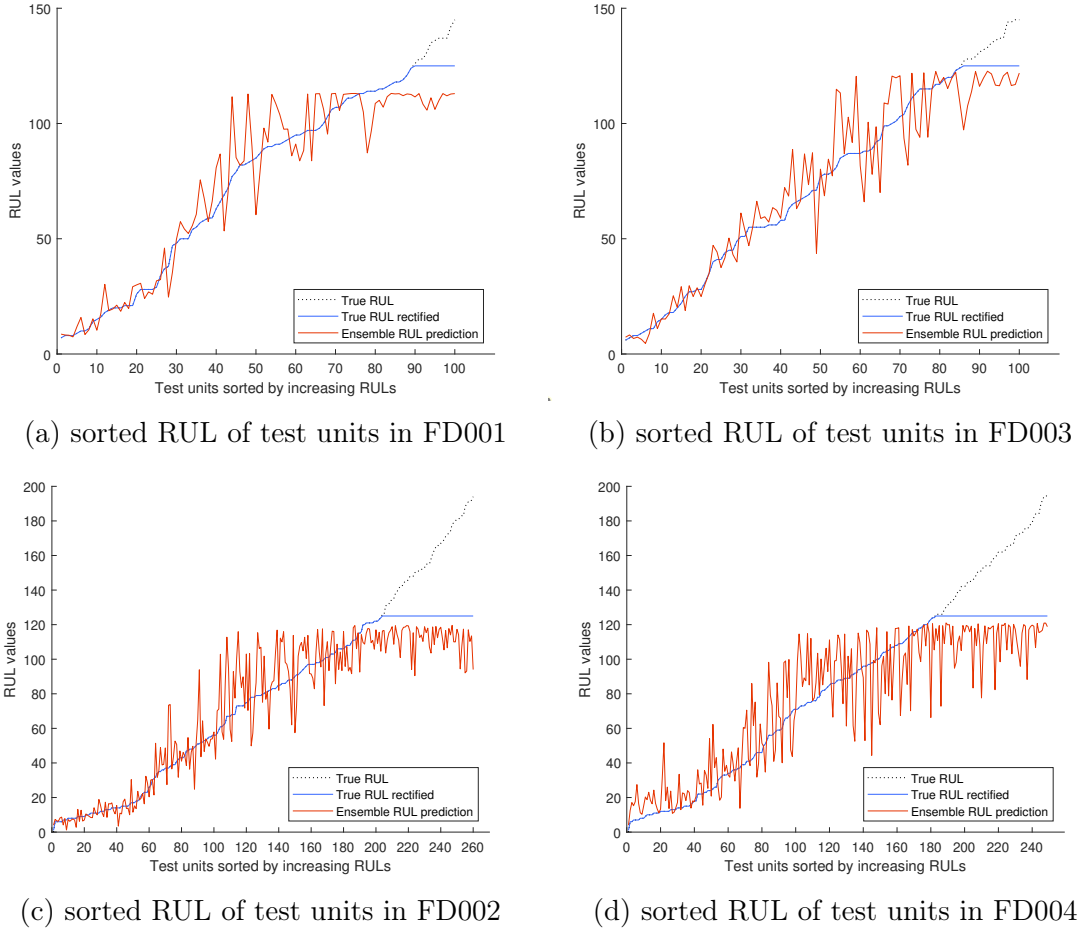 150
100
50
0
RUL values
True RUL
True RUL rectified
Ensemble RUL prediction
0 10 20 30 40 50 60 70 80 90 100
Test units sorted by increasing RULs
(a) sorted RUL of test units in FD001
150
100
50
0
RUL values
True RUL
True RUL rectified
Ensemble RUL prediction
0 10 20 30 40 50 60 70 80 90 100
Test units sorted by increasing RULs
(b) sorted RUL of test units in FD003
200
180
160
140
120
100
80
60
40
20
0
RUL values
True RUL
True RUL rectified
Ensemble RUL prediction
0 20 40 60 80 100 120 140 160 180 200 220 240 260
Test units sorted by increasing RULs
(c) sorted RUL of test units in FD002
200
180
160
140
120
100
80
60
40
20
0
RUL values
True RUL
True RUL rectified
Ensemble RUL prediction
0 20 40 60 80 100 120 140 160 180 200 220 240
Test units sorted by increasing RULs
(d) sorted RUL of test units in FD004